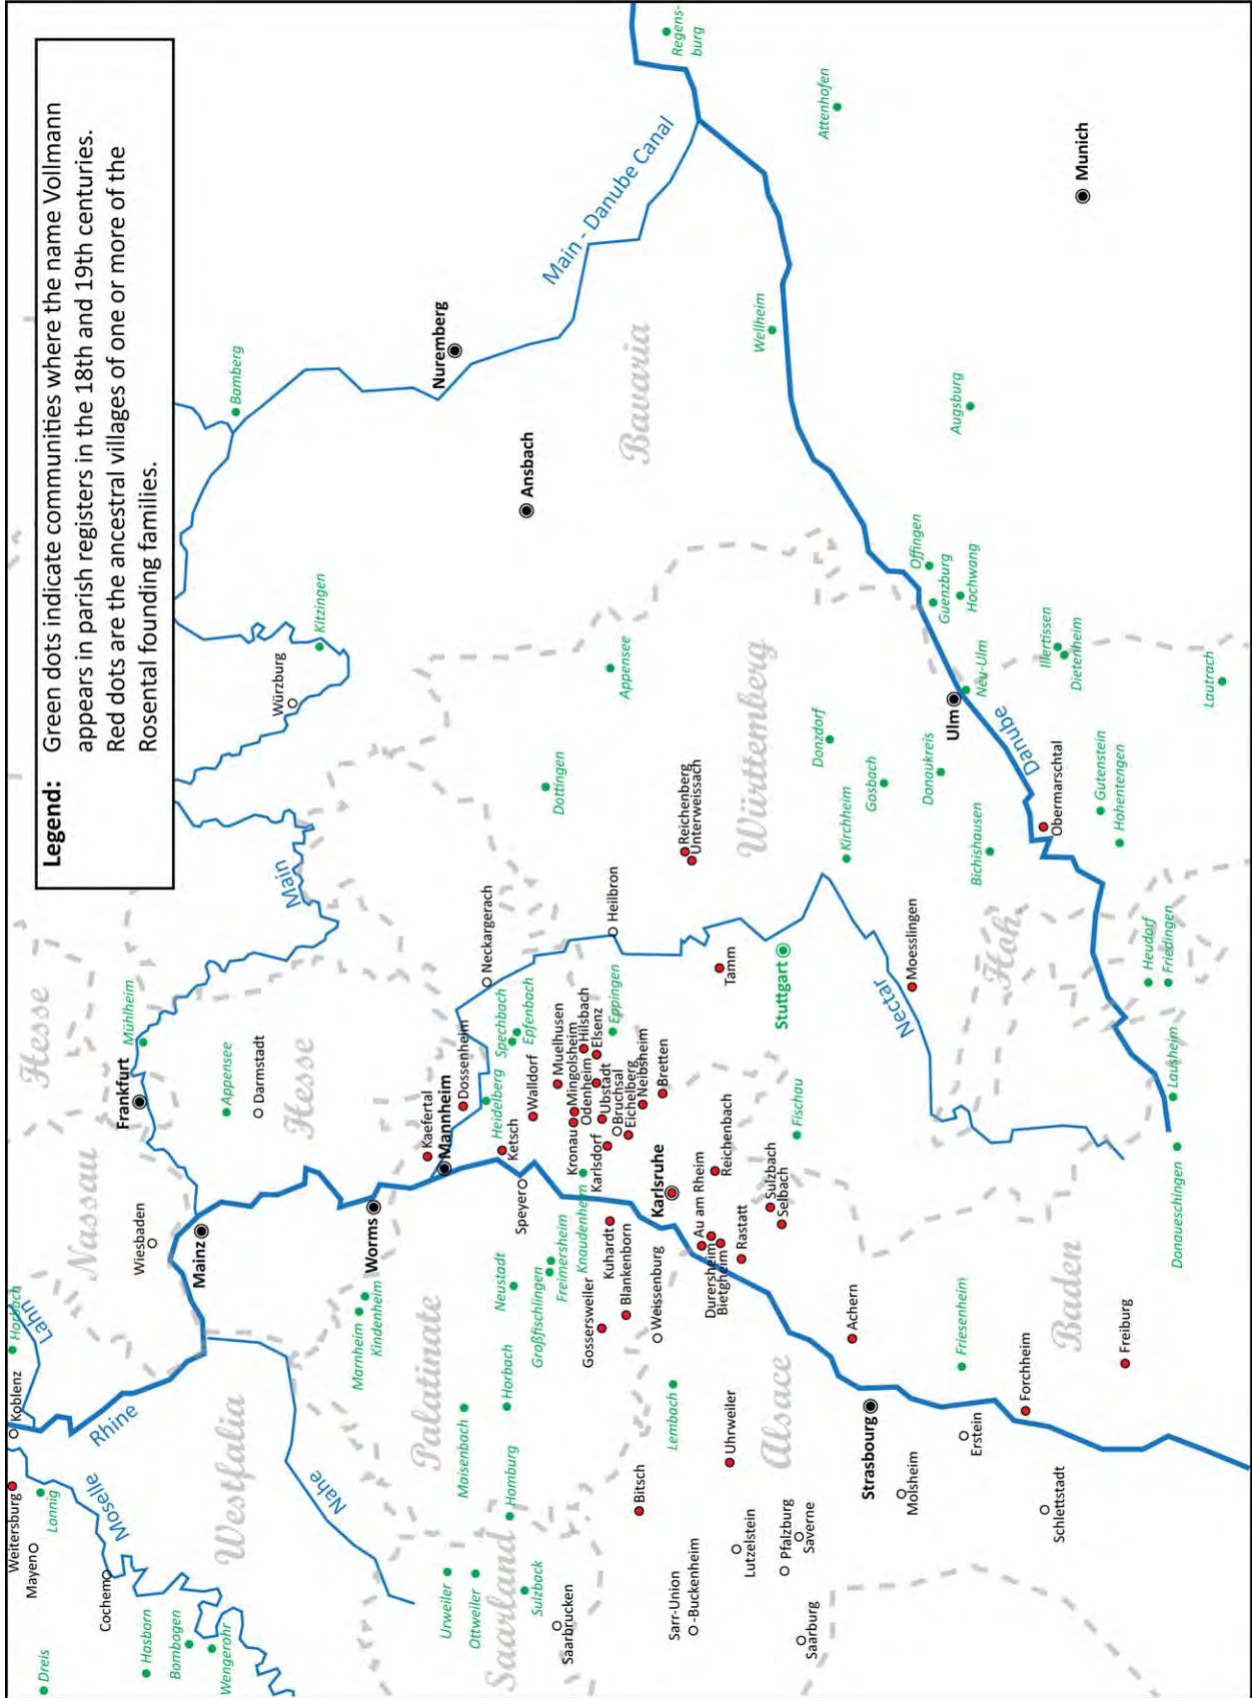 Legend: Green dots indicate communities where the name Vollmann
appears in parish registers in the 18th and 19th centuries.
Red dots are the ancestral villages of one or more of the
Rosental founding families.
Dreis
Hasborn
Bombogen
Wengerohr
Mayen
Cochem
Weitersburg
Lonnig
Moselle
Koblenz
Horbach
Lahn
Rhine
Westfalia
Nahe
Nassau
Wiesbaden
Mainz
Hesse
Frankfurt
Mühlheim
Appensee
Darmstadt
Hesse
Main
Würzburg
Kitzingen
Bamberg
Nuremberg
Ansbach
Main - Danube Canal
Regens-
burg
Attenhofen
Munich
Bavaria
Wellheim
Augsburg
Worms
Marnheim
Kindenheim
Palatinate
Maisenbach
Horbach
Homburg
Urweiler
Ottweiler
Saarland
Sulzback
Saarbrucken
Kaefertal
Mannheim
Dossenheim
Heidelberg
Ketsch
Speyer
Neustadt
Großfischlingen
Freimersheim
Knaudenheim
Neckargerach
Spechbach
Epfenbach
Walldorf
Muelhusen
Mingolsheim
Odenheim
Hilsbach
Elsenz
Ubstadt
Bruchsal
Eichelberg
Neibsheim
Bretten
Eppingen
Kronau
Karlsdorf
Heilbron
Dottingen
Appensee
Kuhardt
Gossersweiler
Blankenborn
Weissenburg
Karlsruhe
Au am Rheim
Durersheim
Bietgheim
Rastatt
Reichenbach
Sulzbach
Selbach
Fischau
Reichenberg
Unterweissach
Tamm
Stuttgart
Württemberg
Bitsch
Lembach
Uhrweiler
Alsace
Sarr-Union
-Buckenheim
Lutzelstein
Pfalzburg
Saverne
Saarburg
Strasbourg
Molsheim
Erstein
Schlettstadt
Achern
Friesenheim
Forchheim
Freiburg
Baden
Nectar
Moesslingen
Kirchheim
Donzdorf
Gosbach
Donaukreis
Bichishausen
Ulm
Neu-Ulm
Danube
Offingen
Guenzburg
Hochwang
Illertissen
Dietenheim
Lautrach
Obermarschtal
Gutenstein
Hohentengen
Hoh.
Heudorf
Friedingen
Lausheim
Donaueschingen